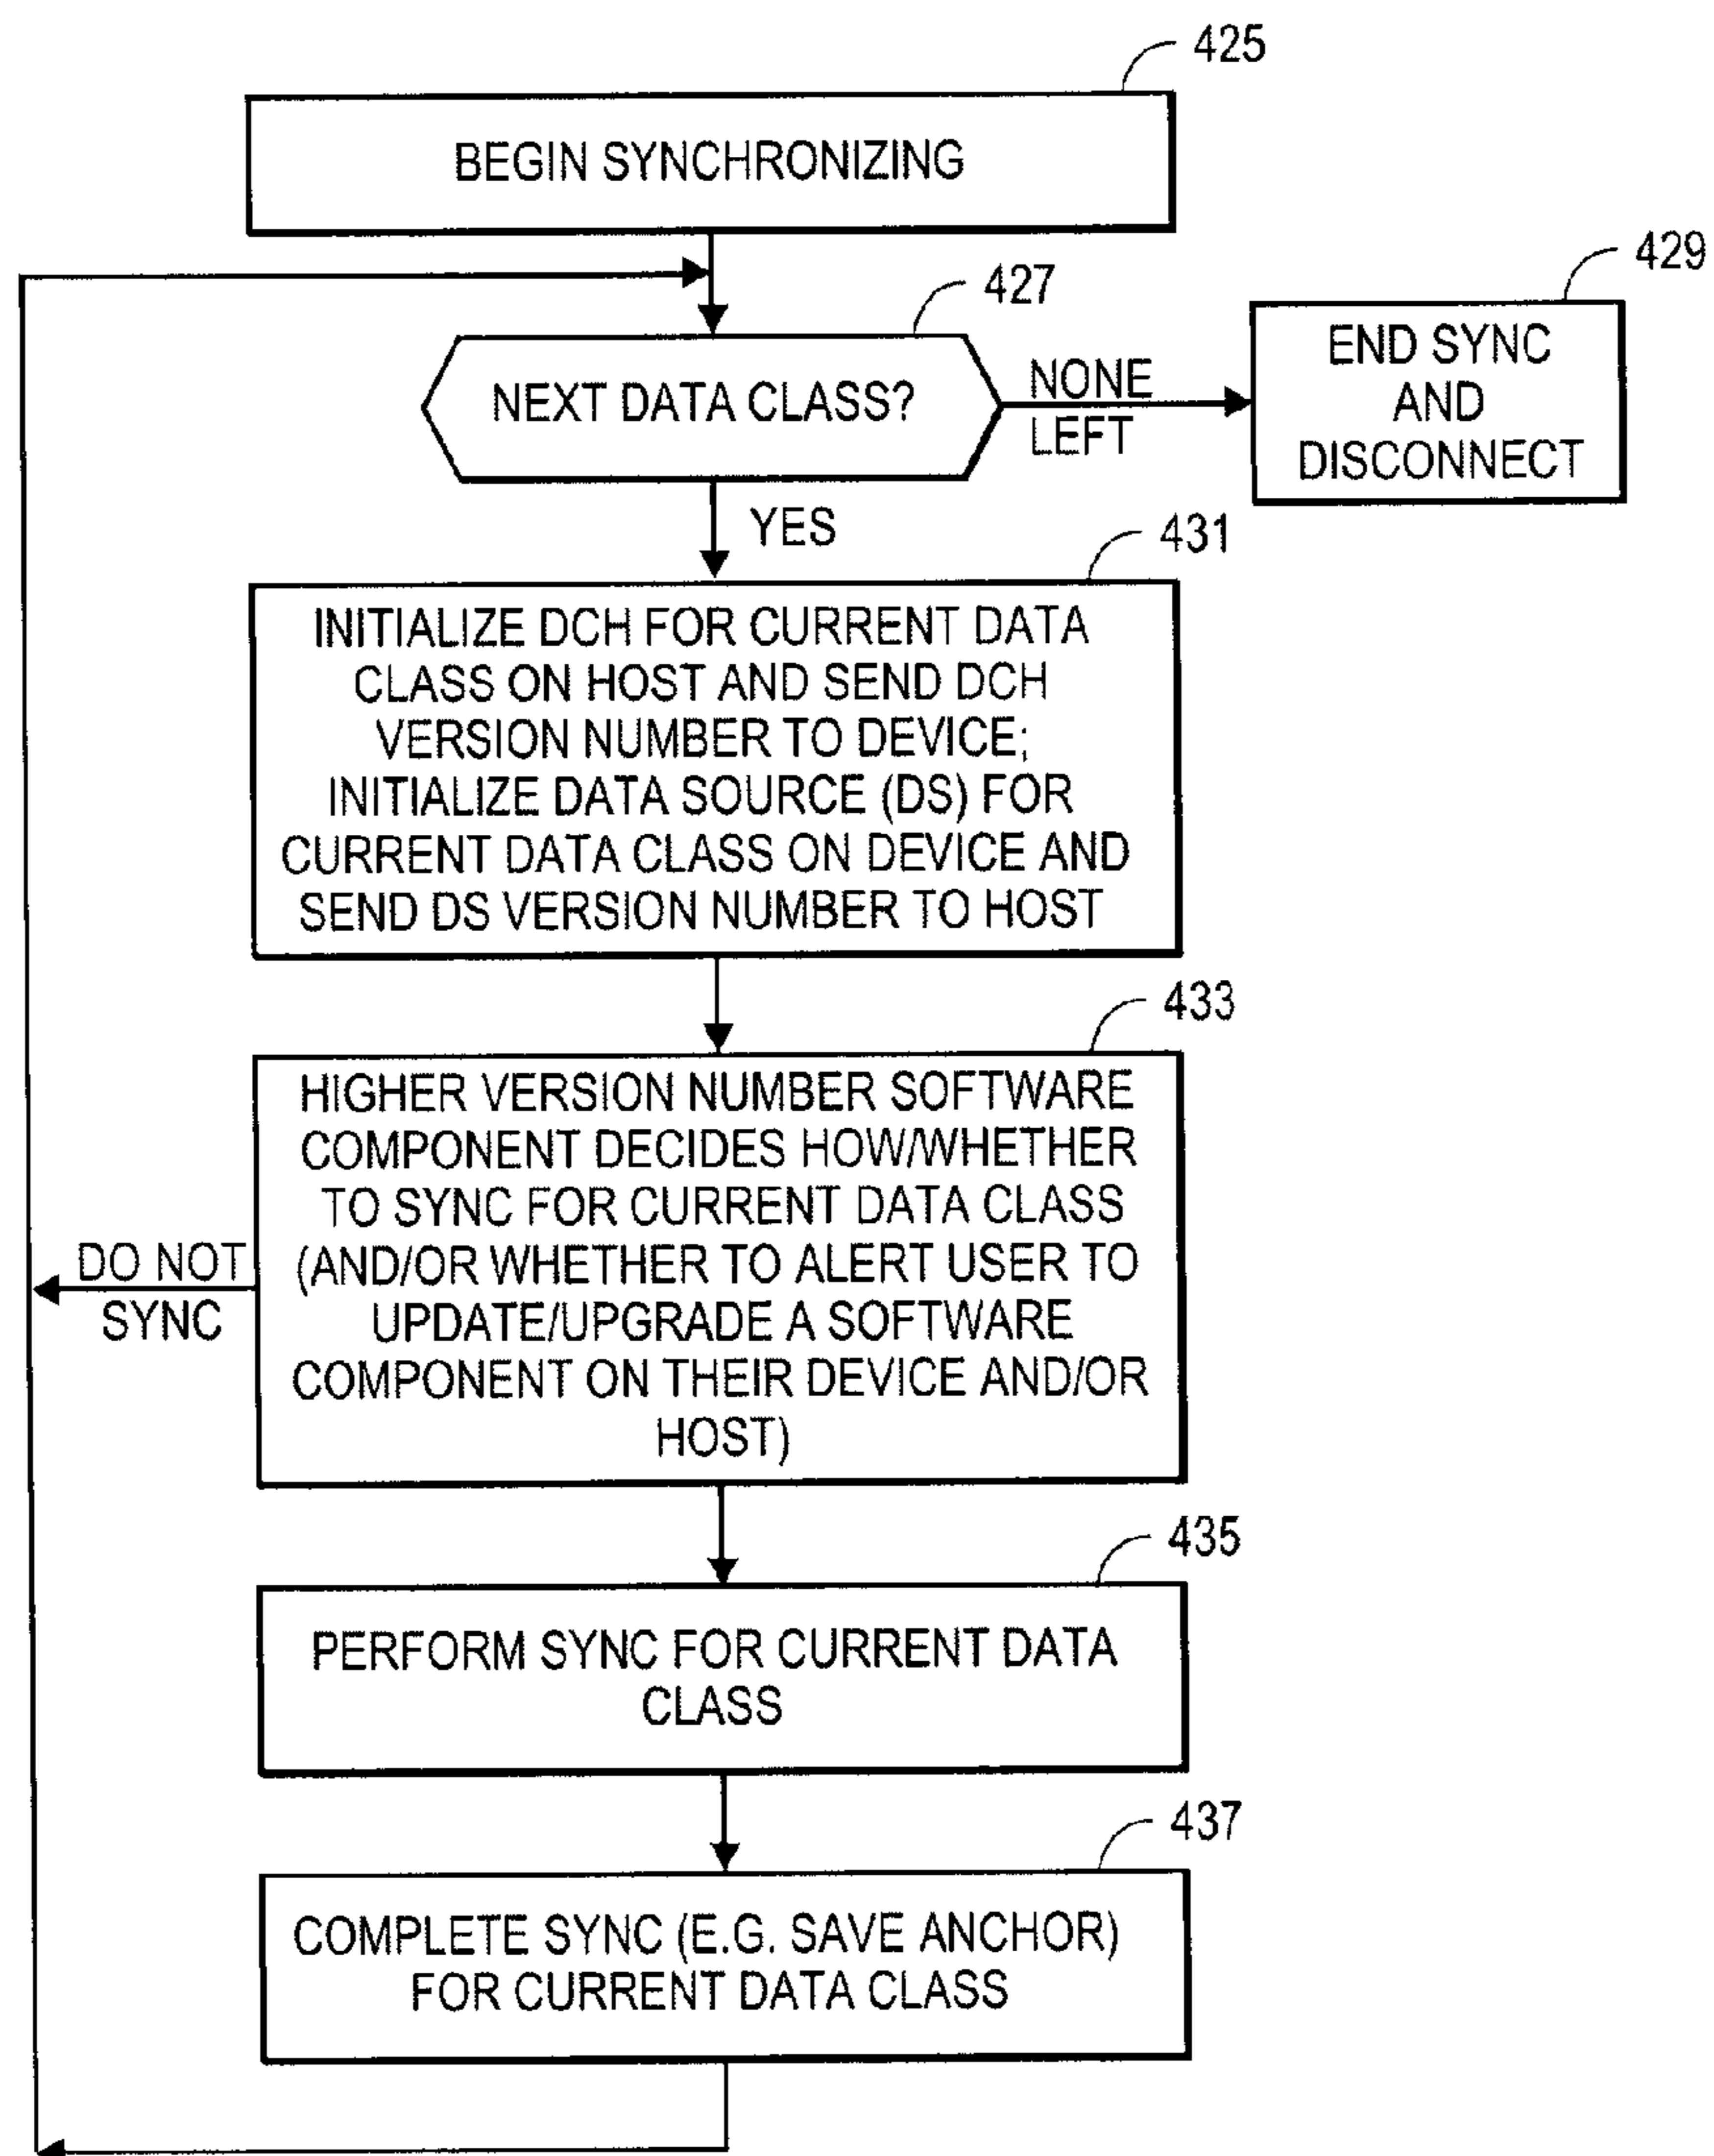 425
BEGIN SYNCHRONIZING
427
429
NEXT DATA CLASS?
NONE
LEFT
END SYNC
AND
DISCONNECT
YES
431
INITIALIZE DCH FOR CURRENT DATA
CLASS ON HOST AND SEND DCH
VERSION NUMBER TO DEVICE;
INITIALIZE DATA SOURCE (DS) FOR
CURRENT DATA CLASS ON DEVICE AND
SEND DS VERSION NUMBER TO HOST
433
HIGHER VERSION NUMBER SOFTWARE
COMPONENT DECIDES HOW/WHETHER
TO SYNC FOR CURRENT DATA CLASS
(AND/OR WHETHER TO ALERT USER TO
UPDATE/UPGRADE A SOFTWARE
COMPONENT ON THEIR DEVICE AND/OR
HOST)
DO NOT
SYNC
435
PERFORM SYNC FOR CURRENT DATA
CLASS
437
COMPLETE SYNC (E.G. SAVE ANCHOR)
FOR CURRENT DATA CLASS